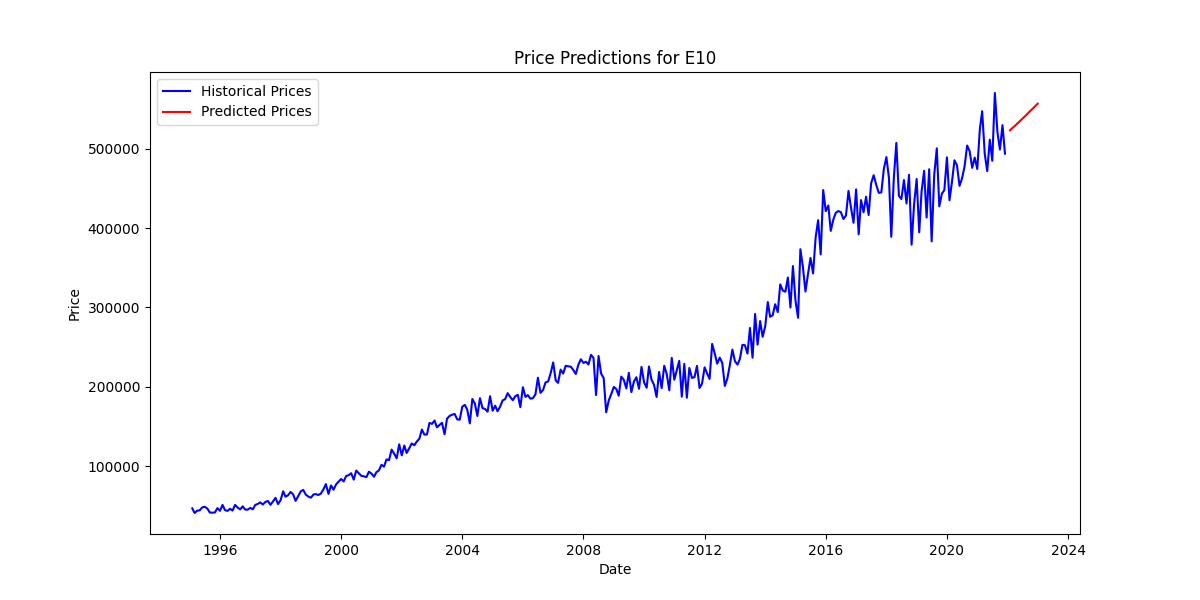 Price Predictions for E10
Historical Prices
Predicted Prices
500000
400000
300000
200000
100000
Price
1996 2000 2004 2008 2012 2016 2020 2024
Date